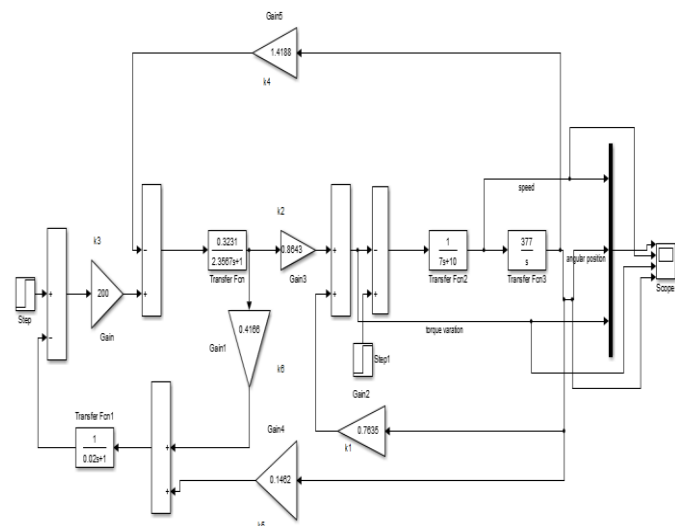 Gain5
1.4188
k4
k3
k2
0.3231
2.3567s+1
Transfer Fcn
0.8643
Gain3
1
7s+10
Transfer Fcn2
377
s
Transfer Fcn3
speed
angular position
Scope
200
Gain
Step
0.4166
Gain1
k6
Step1
torque varation
Gain2
0.7635
k1
Transfer Fcn1
1
0.02s+1
Gain4
0.1462
k5